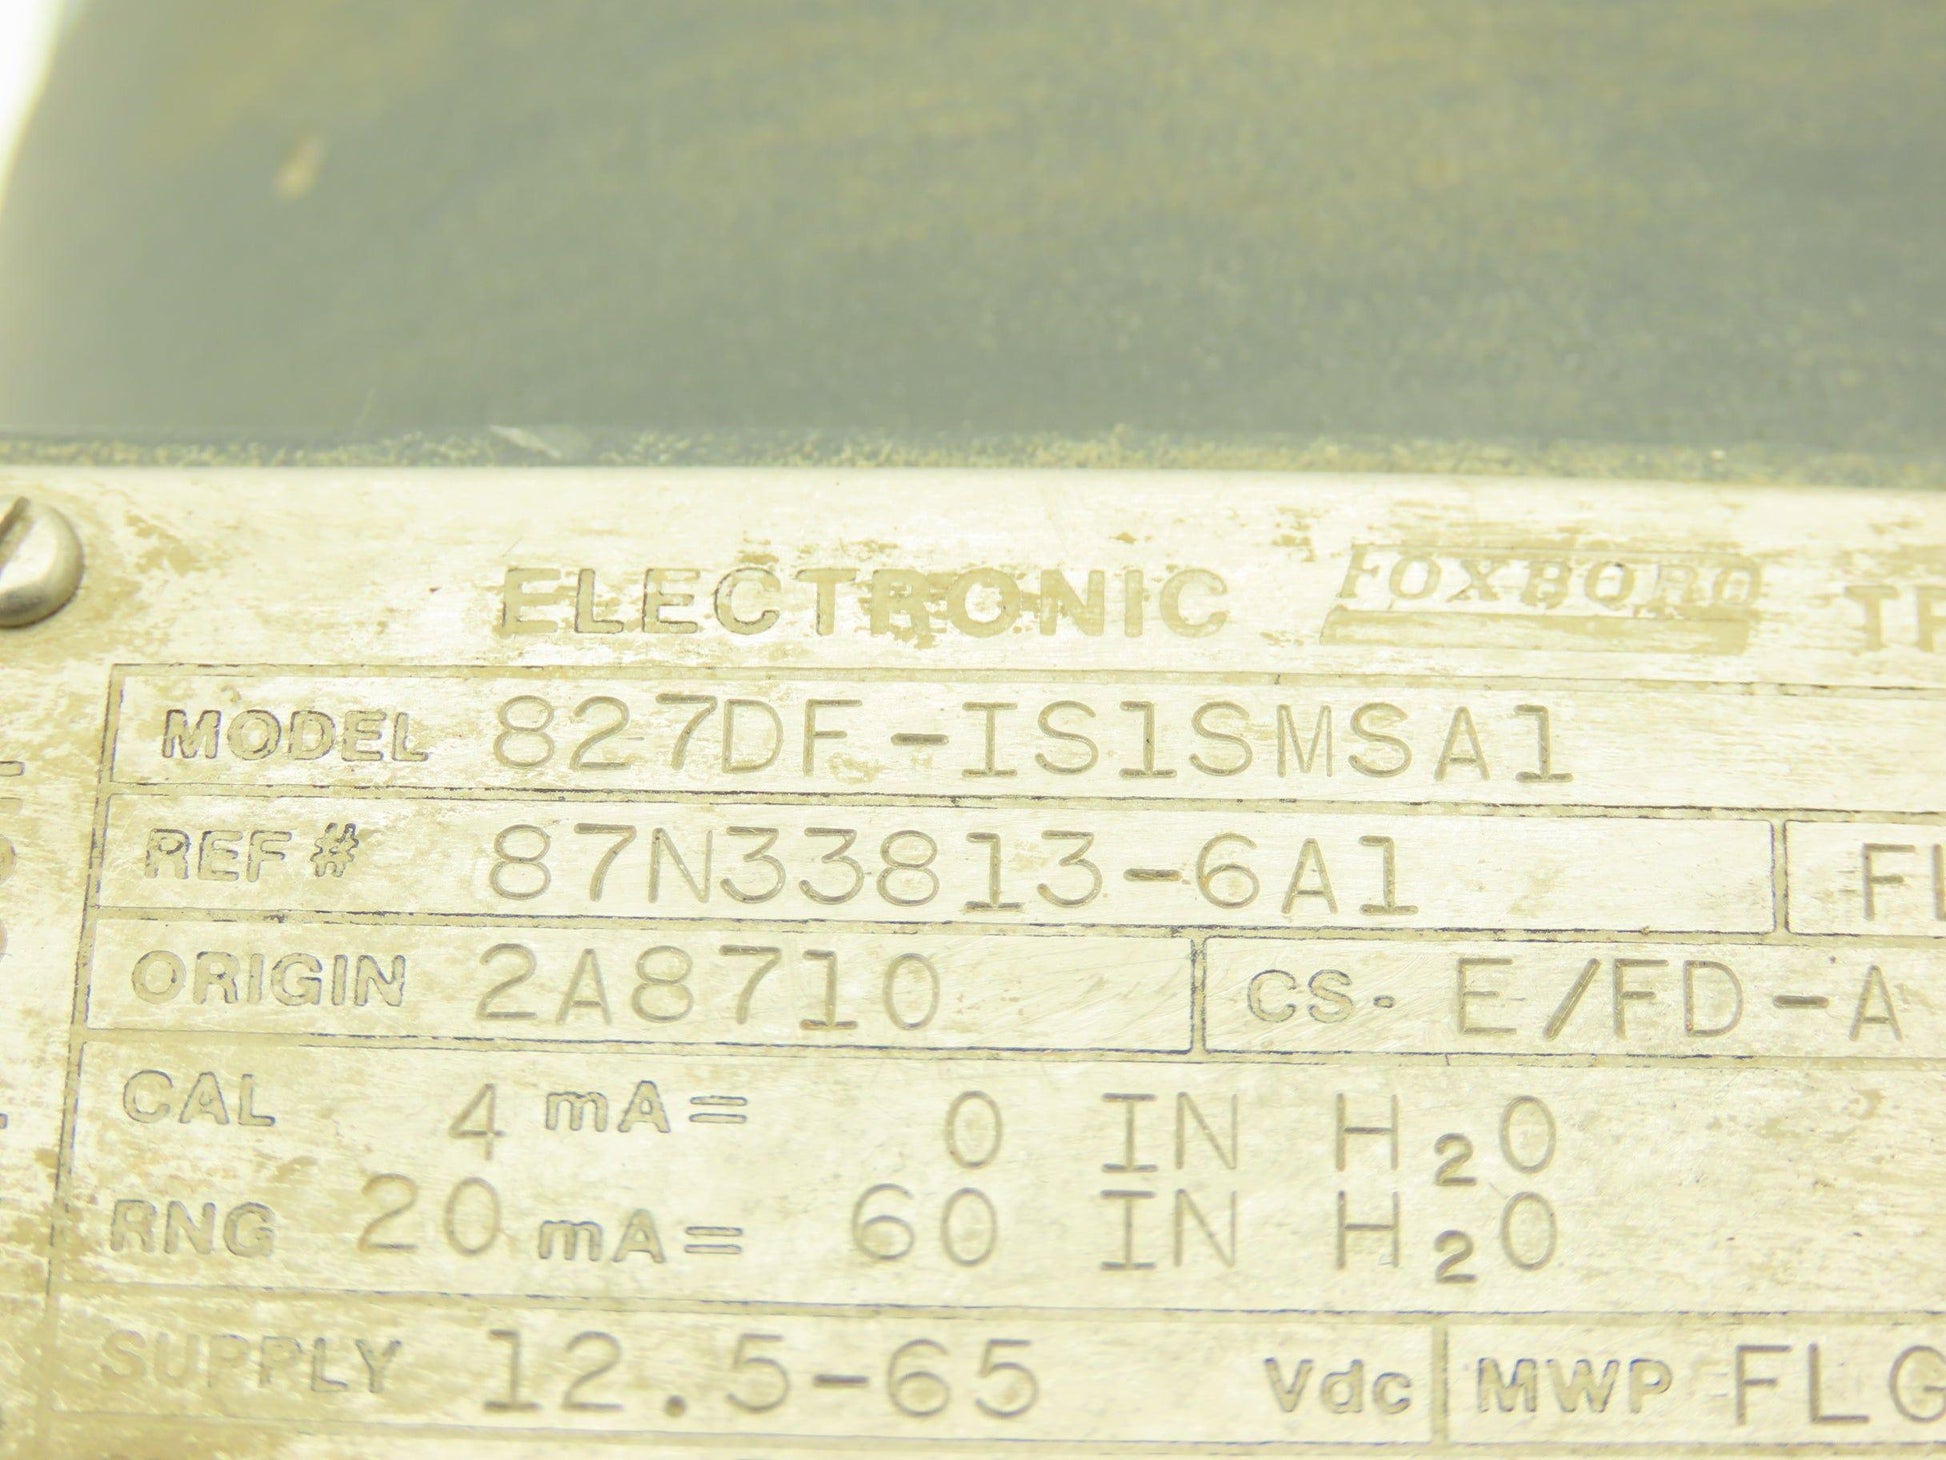 ELECTRONIC FOXBORO
MODEL 827DF-IS1SMSA1
REF # 87N33813-6A1
ORIGIN 2A8710 CS. E/FD-A
CAL 4 mA= 0 IN H₂O
RNG 20 mA= 60 IN H₂O
SUPPLY 12.5-65 Vdc MWP FLG